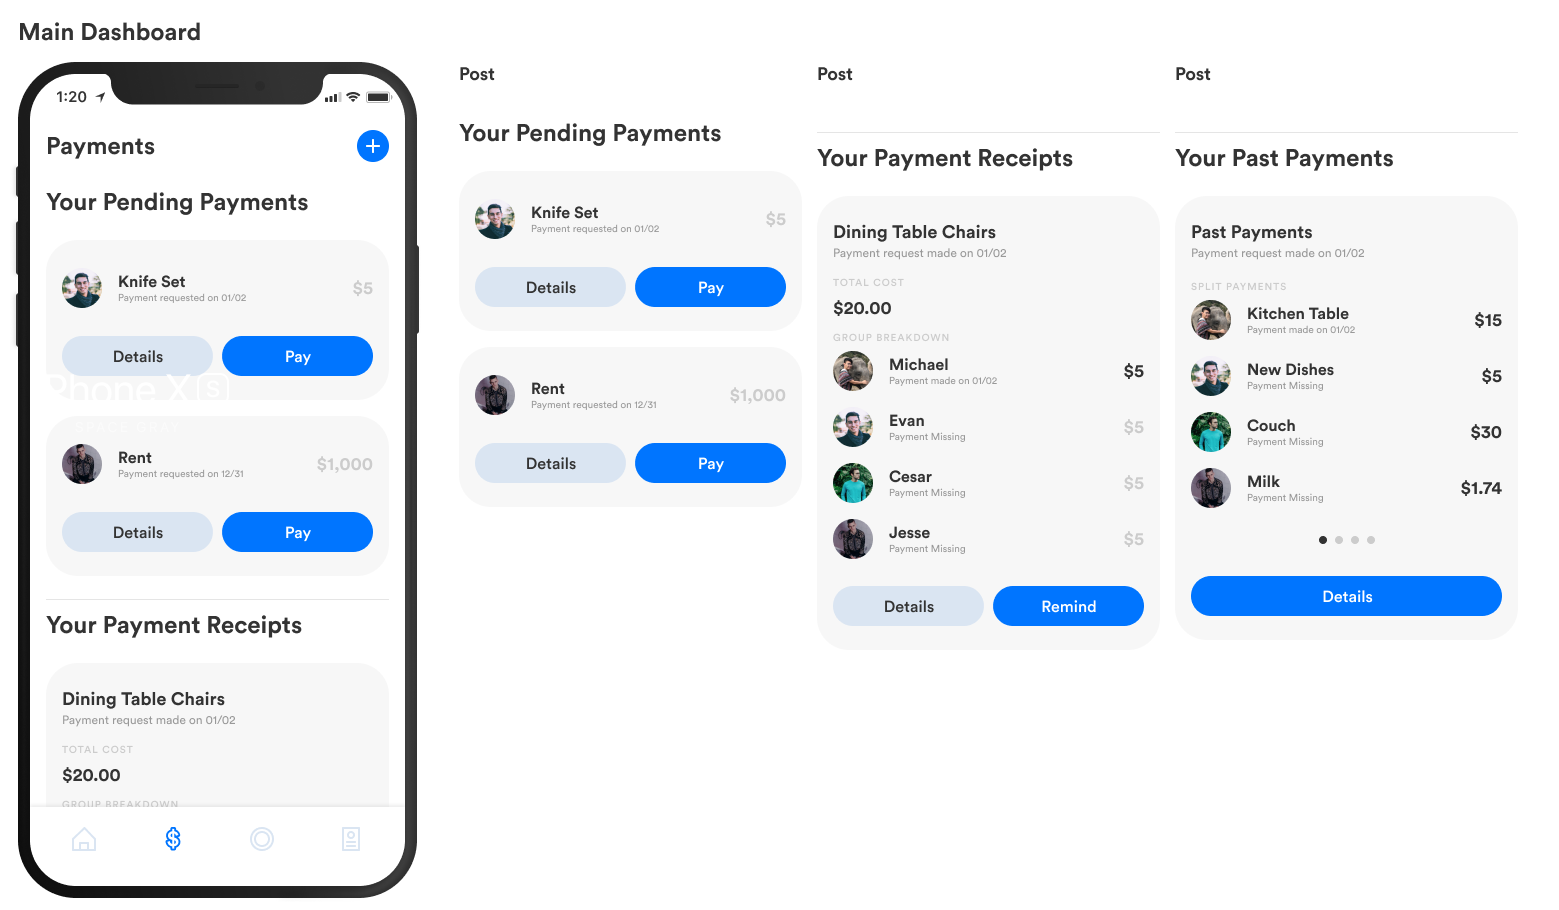 Main Dashboard
1:20
Payments
Your Pending Payments
Knife Set
Payment requested on 01/02
$5
Details
Pay
Phone X S
SPACE GRAY
Rent
Payment requested on 12/31
$1,000
Details
Pay
Your Payment Receipts
Dining Table Chairs
Payment request made on 01/02
TOTAL COST
$20.00
GROUP BREAKDOWN
Post
Your Pending Payments
Knife Set
Payment requested on 01/02
$5
Details
Pay
Rent
Payment requested on 12/31
$1,000
Details
Pay
Post
Your Payment Receipts
Dining Table Chairs
Payment request made on 01/02
TOTAL COST
$20.00
GROUP BREAKDOWN
Michael
Payment made on 01/02
$5
Evan
Payment Missing
$5
Cesar
Payment Missing
$5
Jesse
Payment Missing
$5
Details
Remind
Post
Your Past Payments
Past Payments
Payment request made on 01/02
SPLIT PAYMENTS
Kitchen Table
Payment made on 01/02
$15
New Dishes
Payment Missing
$5
Couch
Payment Missing
$30
Milk
Payment Missing
$1.74
Details